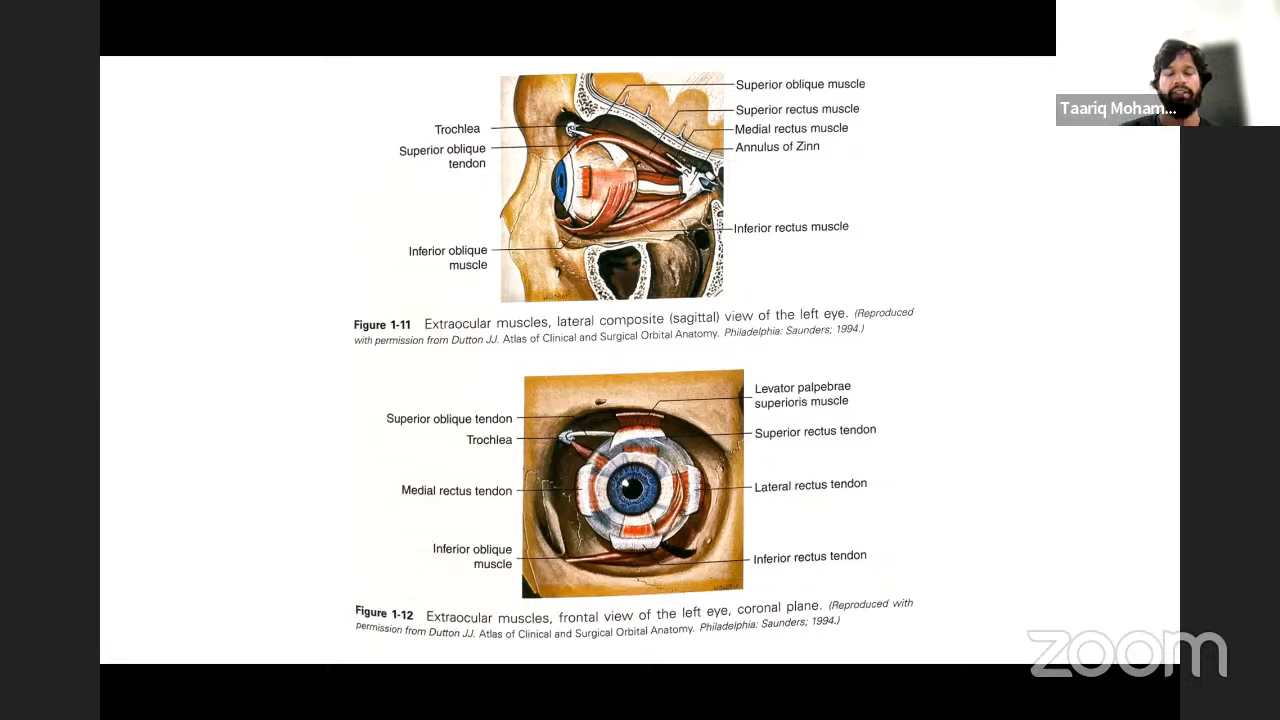 Taariq Moham...
Superior oblique muscle
Superior rectus muscle
Trochlea
Medial rectus muscle
Superior oblique
tendon
Annulus of Zinn
Inferior rectus muscle
Inferior oblique
muscle
Figure 1-11 Extraocular muscles, lateral composite (sagittal) view of the left eye. (Reproduced
with permission from Dutton JJ. Atlas of Clinical and Surgical Orbital Anatomy. Philadelphia: Saunders; 1994.)
Levator palpebrae
superioris muscle
Superior oblique tendon
Superior rectus tendon
Trochlea
Medial rectus tendon
Lateral rectus tendon
Inferior oblique
muscle
Inferior rectus tendon
Figure 1-12 Extraocular muscles, frontal view of the left eye, coronal plane. (Reproduced with
permission from Dutton JJ. Atlas of Clinical and Surgical Orbital Anatomy. Philadelphia: Saunders; 1994.)
zoom